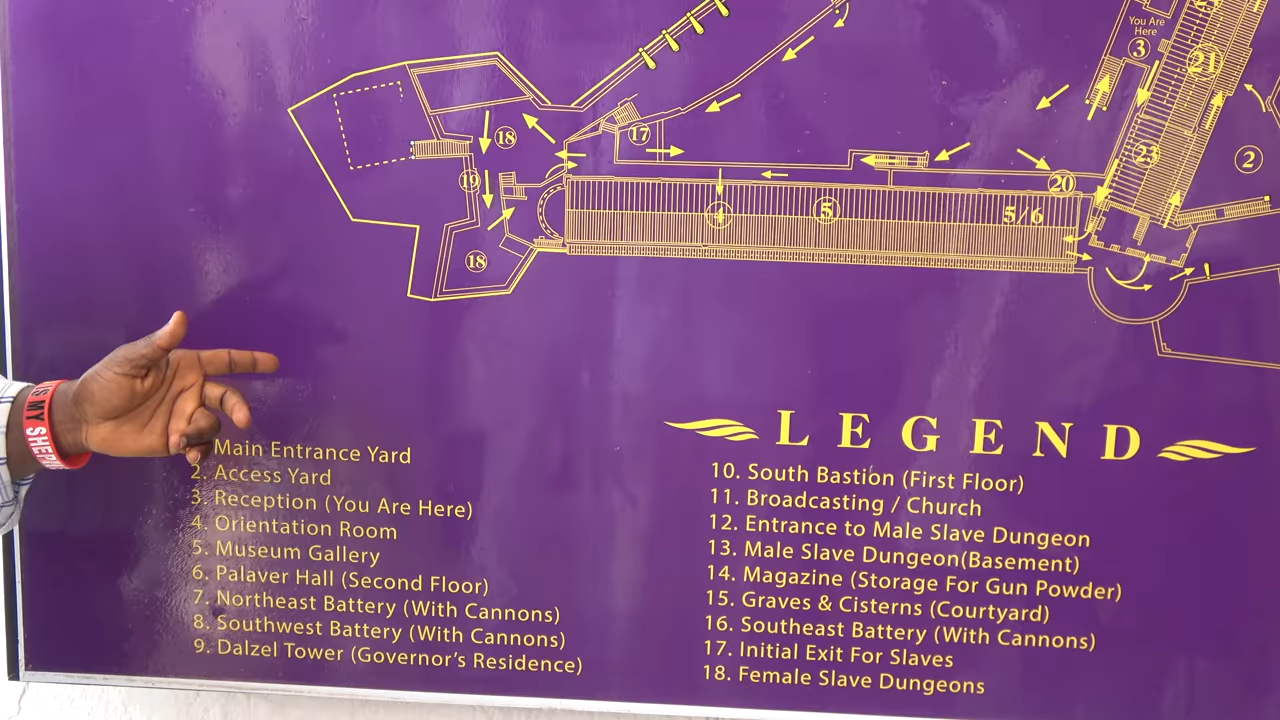 You Are
Here
3
21
18
17
2
23
19
20
4
5
5/6
18
IS MY SHEP
LEGEND
Main Entrance Yard
2. Access Yard
3. Reception (You Are Here)
4. Orientation Room
5. Museum Gallery
6. Palaver Hall (Second Floor)
7. Northeast Battery (With Cannons)
8. Southwest Battery (With Cannons)
9. Dalzel Tower (Governor's Residence)
10. South Bastion (First Floor)
11. Broadcasting / Church
12. Entrance to Male Slave Dungeon
13. Male Slave Dungeon(Basement)
14. Magazine (Storage For Gun Powder)
15. Graves & Cisterns (Courtyard)
16. Southeast Battery (With Cannons)
17. Initial Exit For Slaves
18. Female Slave Dungeons